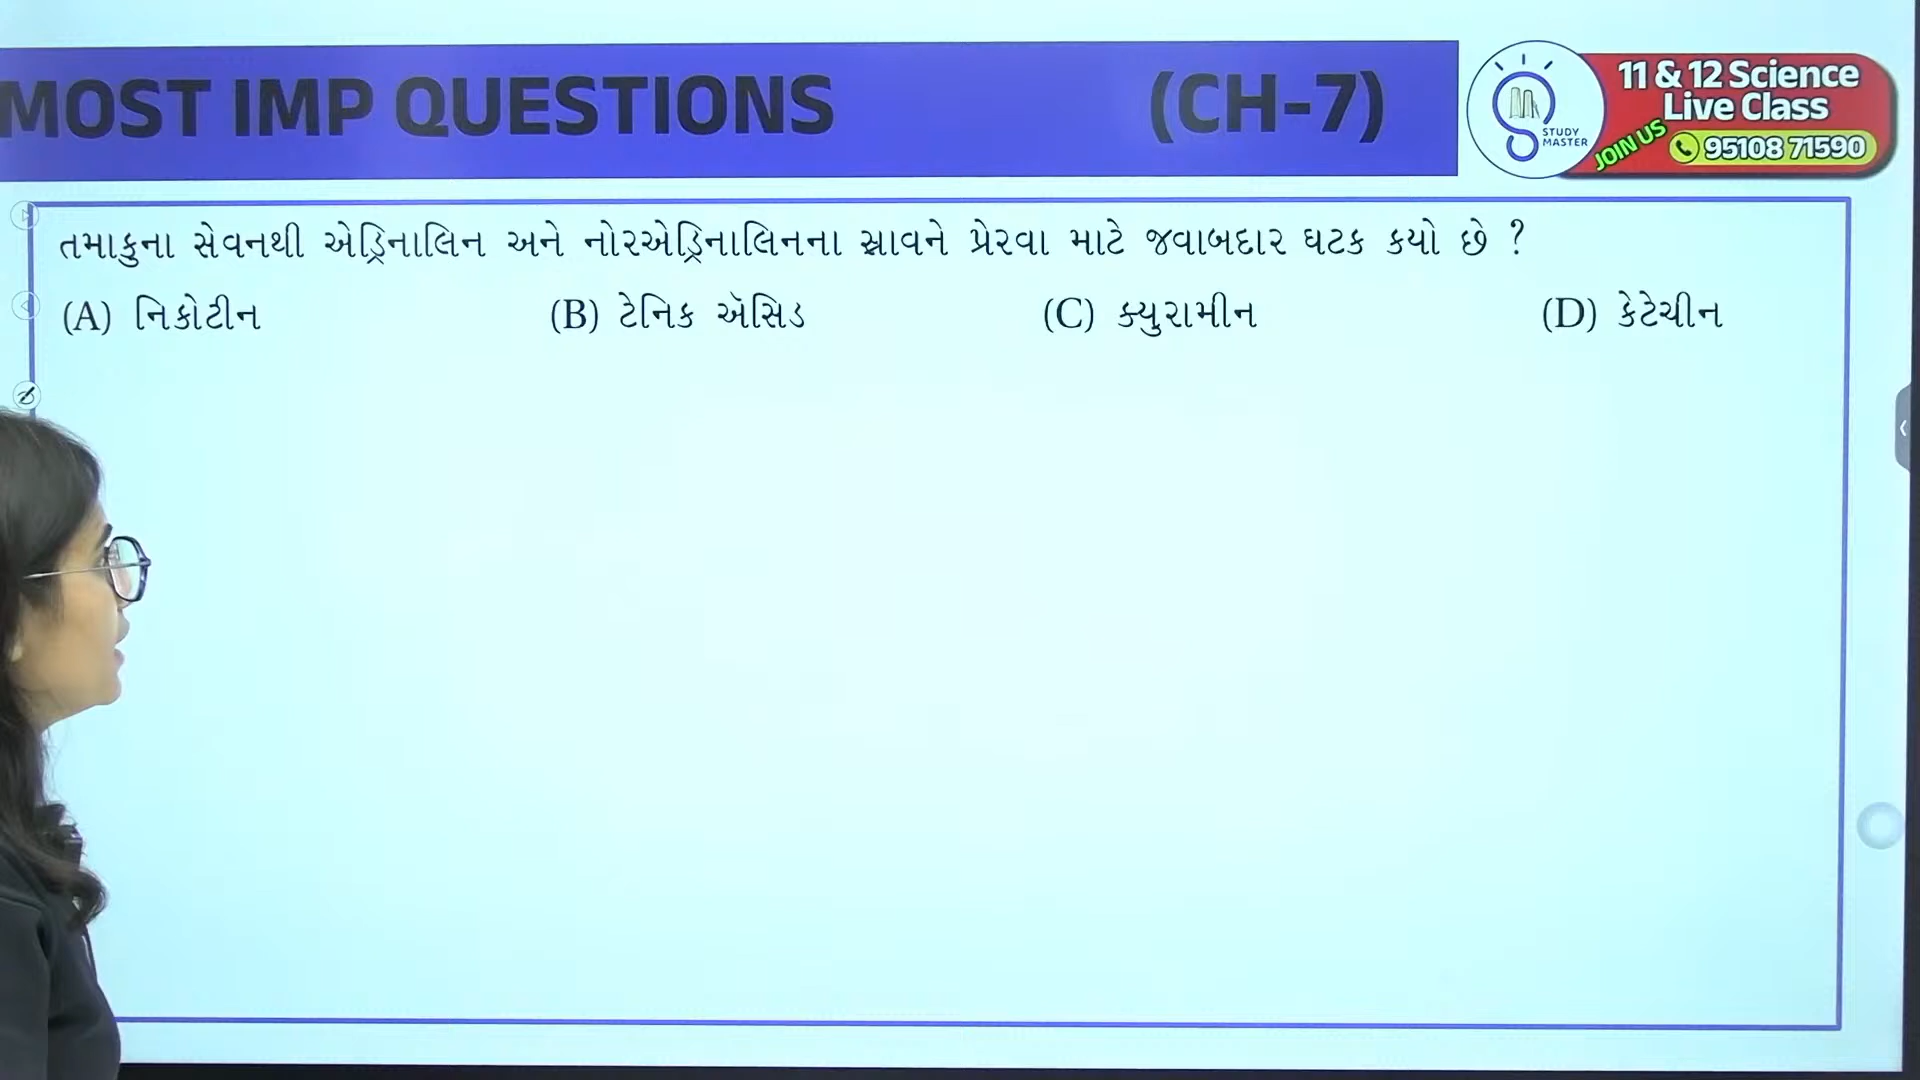 MOST IMP QUESTIONS (CH-7)
11 & 12 Science
Live Class
JOIN US 95108 71590
STUDY
MASTER
તમાકુના સેવનથી એડ્રિનાલિન અને નોરએડ્રિનાલિનના સ્રાવને પ્રેરવા માટે જવાબદાર ઘટક કયો છે ?
(A) નિકોટીન (B) ટેનિક ઍસિડ (C) ક્યુરામીન (D) કેટેચીન